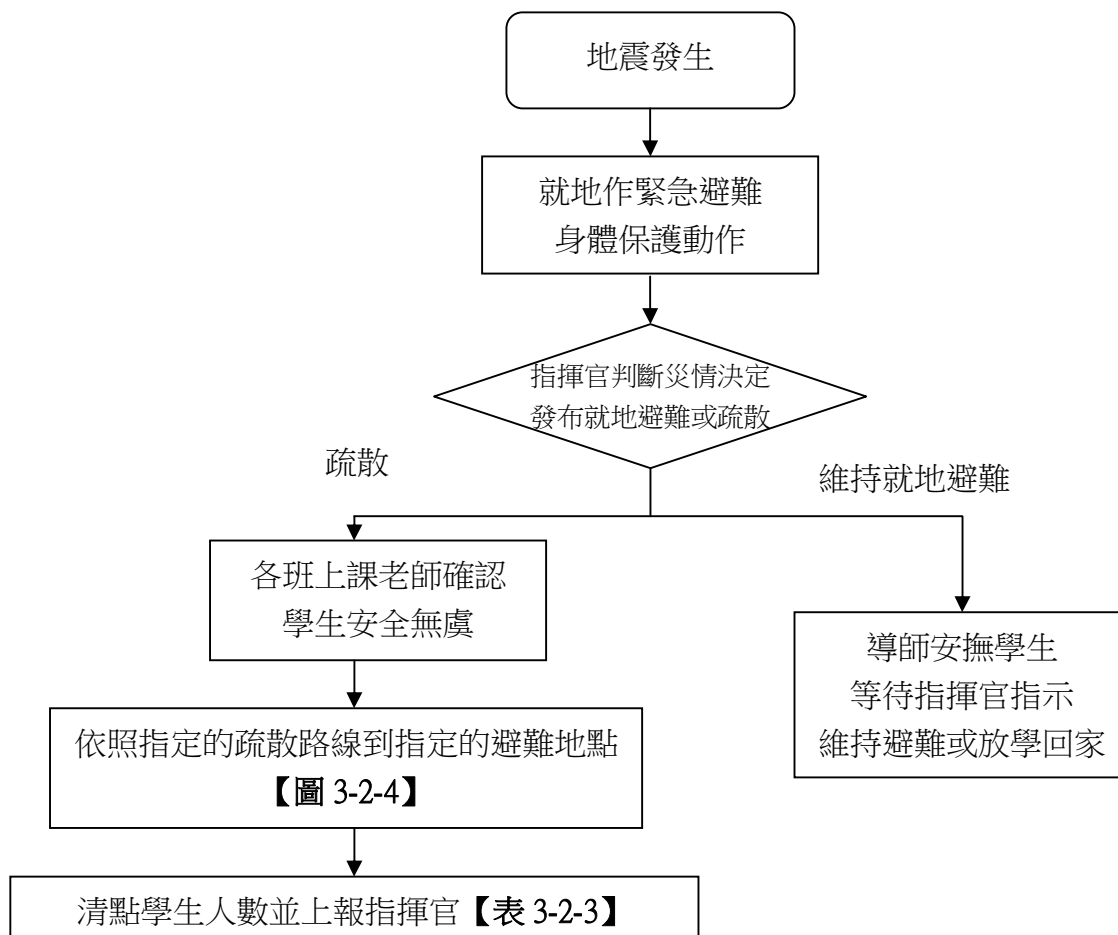 地震發生
就地作緊急避難
身體保護動作
指揮官判斷災情決定
發布就地避難或疏散
疏散
維持就地避難
各班上課老師確認
學生安全無虞
導師安撫學生
等待指揮官指示
維持避難或放學回家
依照指定的疏散路線到指定的避難地點
【圖 3-2-4】
清點學生人數並上報指揮官【表 3-2-3】